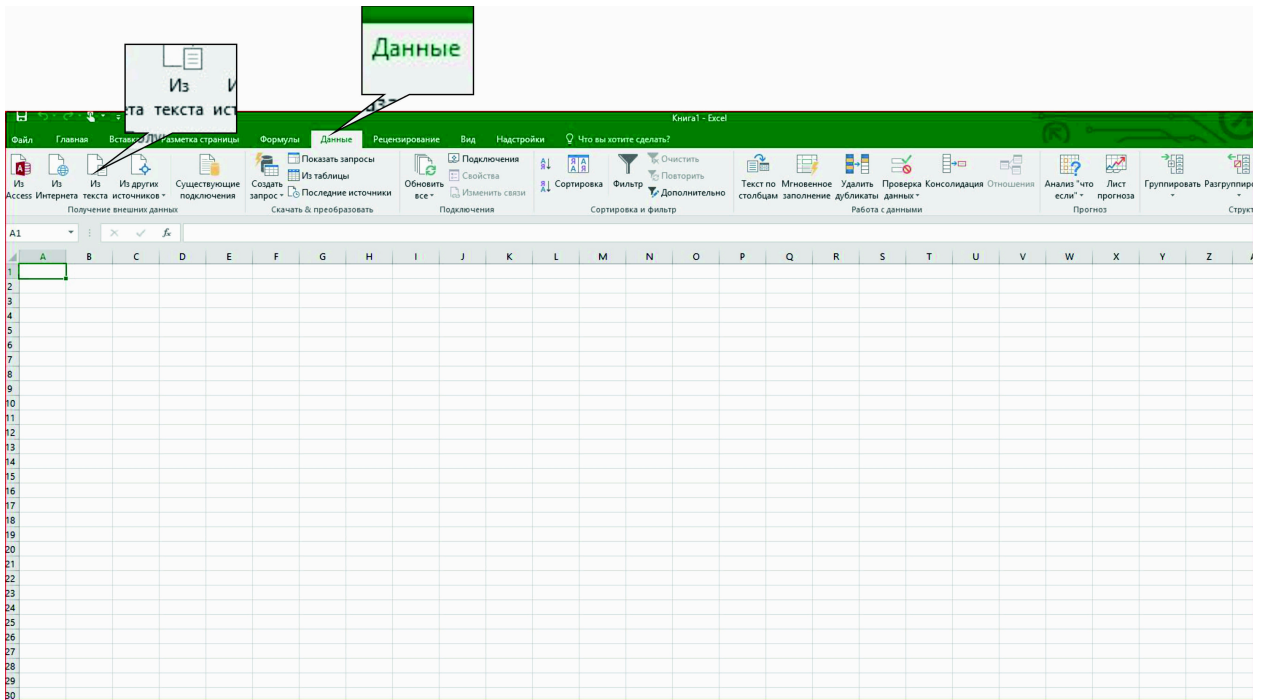 Данные
Из
текста
Книга1 - Excel
Файл Главная Разметка страницы Формулы Данные Рецензирование Вид Надстройки Что вы хотите сделать?
Из Access
Из Интернета
Из текста
Из других источников
Существующие подключения
Получение внешних данных
Создать запрос
Показать запросы
Из таблицы
Последние источники
Скачать & преобразовать
Обновить все
Подключения
Свойства
Изменить связи
Подключения
Сортировка
Фильтр
Очистить
Повторить
Дополнительно
Сортировка и фильтр
Текст по столбцам
Мгновенное заполнение
Удалить дубликаты
Проверка данных
Консолидация
Отношения
Работа с данными
Анализ "что если"
Лист прогноза
Прогноз
Группировать
A1 fx
A B C D E F G H I J K L M N O P Q R S T U V W X Y Z
1
2
3
4
5
6
7
8
9
10
11
12
13
14
15
16
17
18
19
20
21
22
23
24
25
26
27
28
29
30